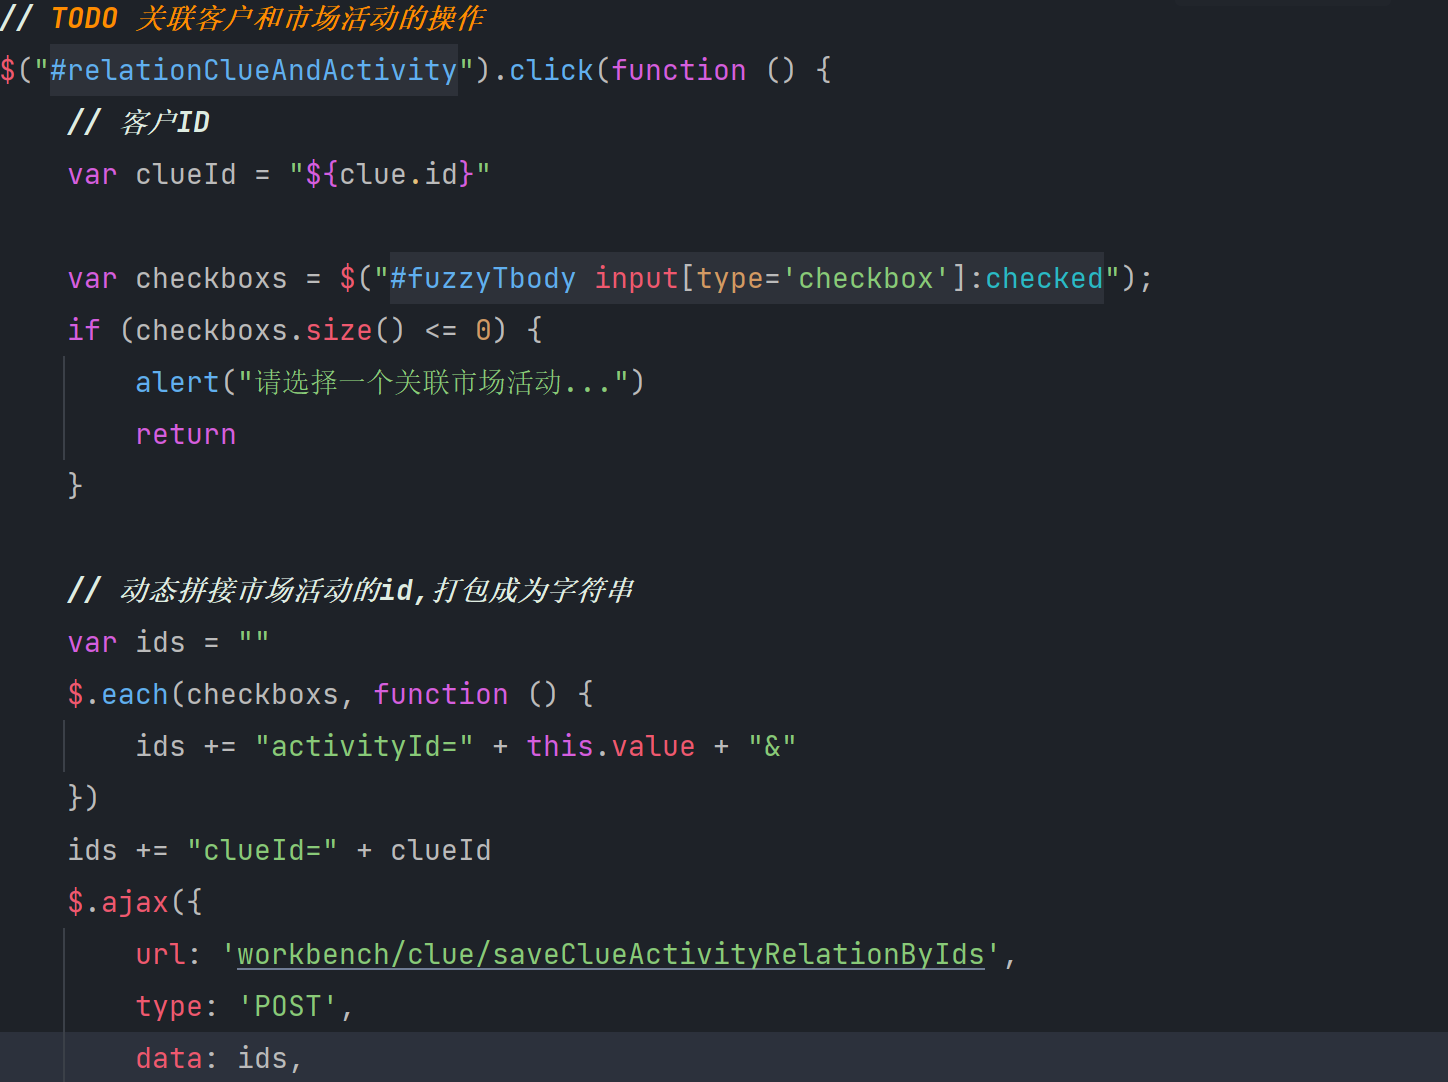 // TODO 关联客户和市场活动的操作
$("#relationClueAndActivity").click(function () {
    // 客户ID
    var clueId = "${clue.id}"

    var checkboxs = $("#fuzzyTbody input[type='checkbox']:checked");
    if (checkboxs.size() <= 0) {
        alert("请选择一个关联市场活动...")
        return
    }

    // 动态拼接市场活动的id,打包成为字符串
    var ids = ""
    $.each(checkboxs, function () {
        ids += "activityId=" + this.value + "&"
    })
    ids += "clueId=" + clueId
    $.ajax({
        url: 'workbench/clue/saveClueActivityRelationByIds',
        type: 'POST',
        data: ids,